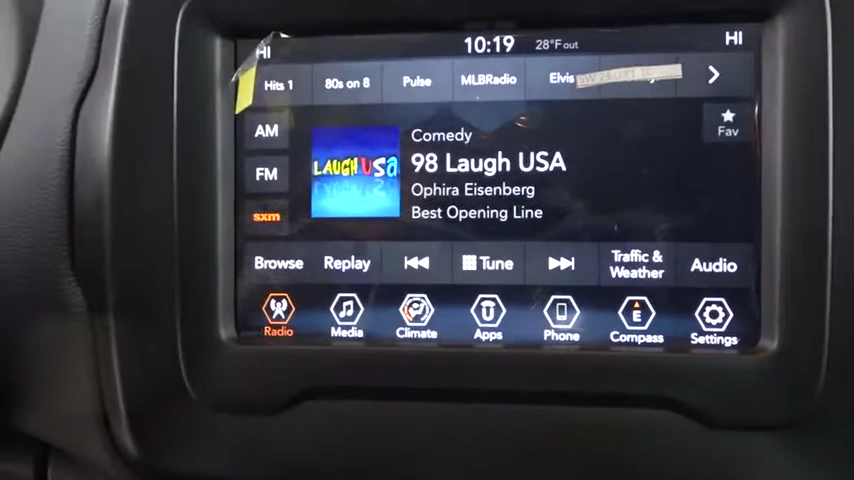 HI 10:19 28°F Out HI
Hits 1 80s on 8 Pulse MLBRadio Elvis
AM
FM
sxm
LAUGH USA
Comedy
98 Laugh USA
Ophira Eisenberg
Best Opening Line
Fav
Browse Replay Tune Traffic & Weather Audio
Radio Media Climate Apps Phone E Compass Settings